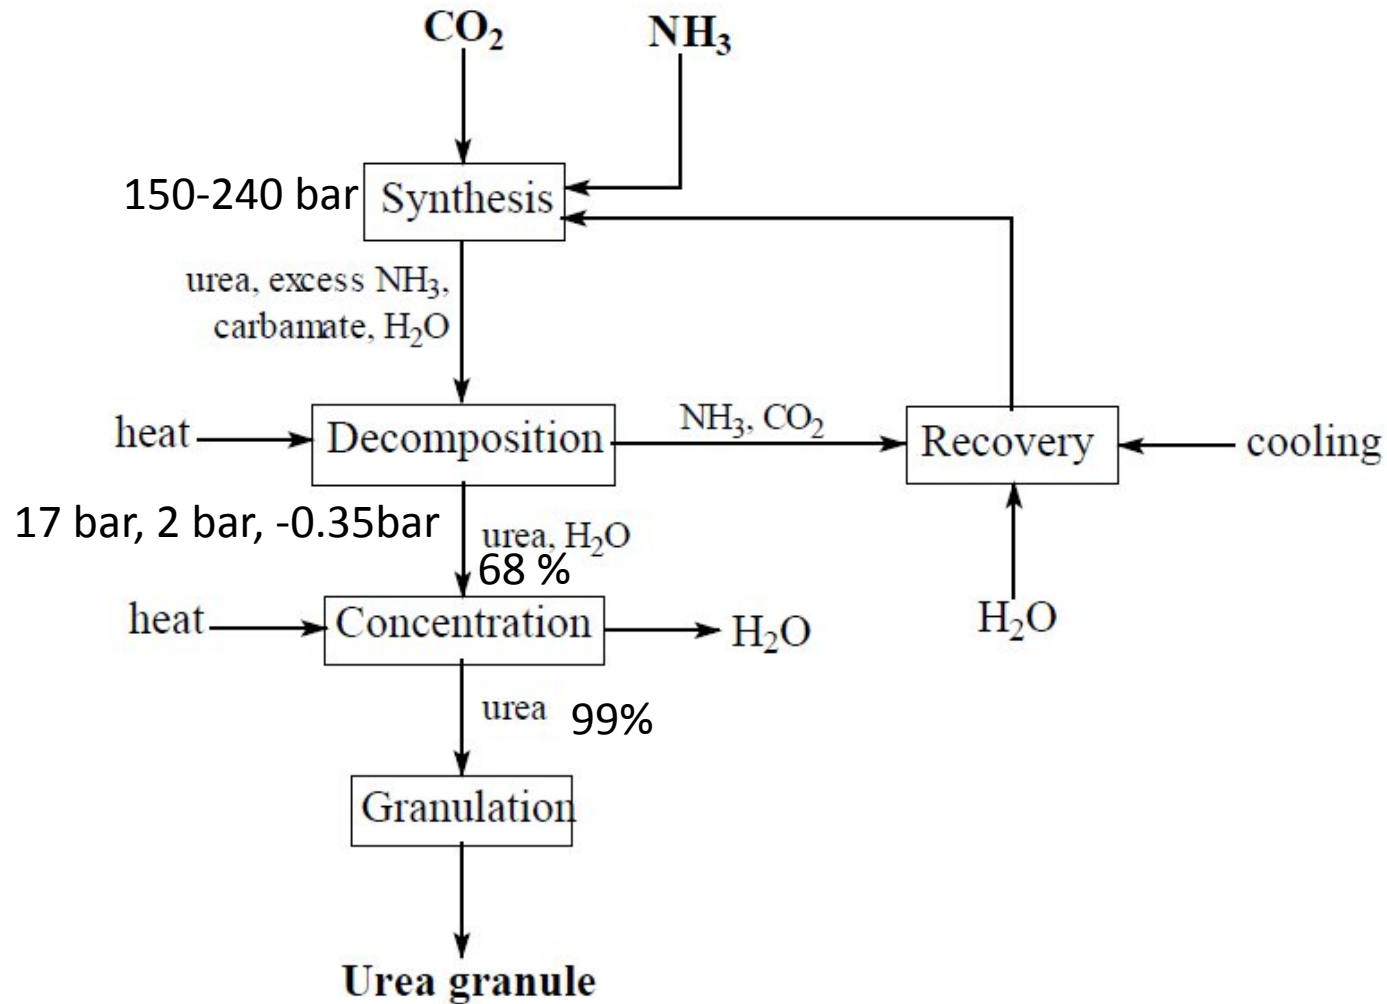 CO₂
NH₃
150-240 bar
Synthesis
urea, excess NH₃,
carbamate, H₂O
heat
Decomposition
NH₃, CO₂
Recovery
cooling
17 bar, 2 bar, -0.35bar
urea, H₂O
68 %
heat
Concentration
H₂O
H₂O
urea
99%
Granulation
Urea granule